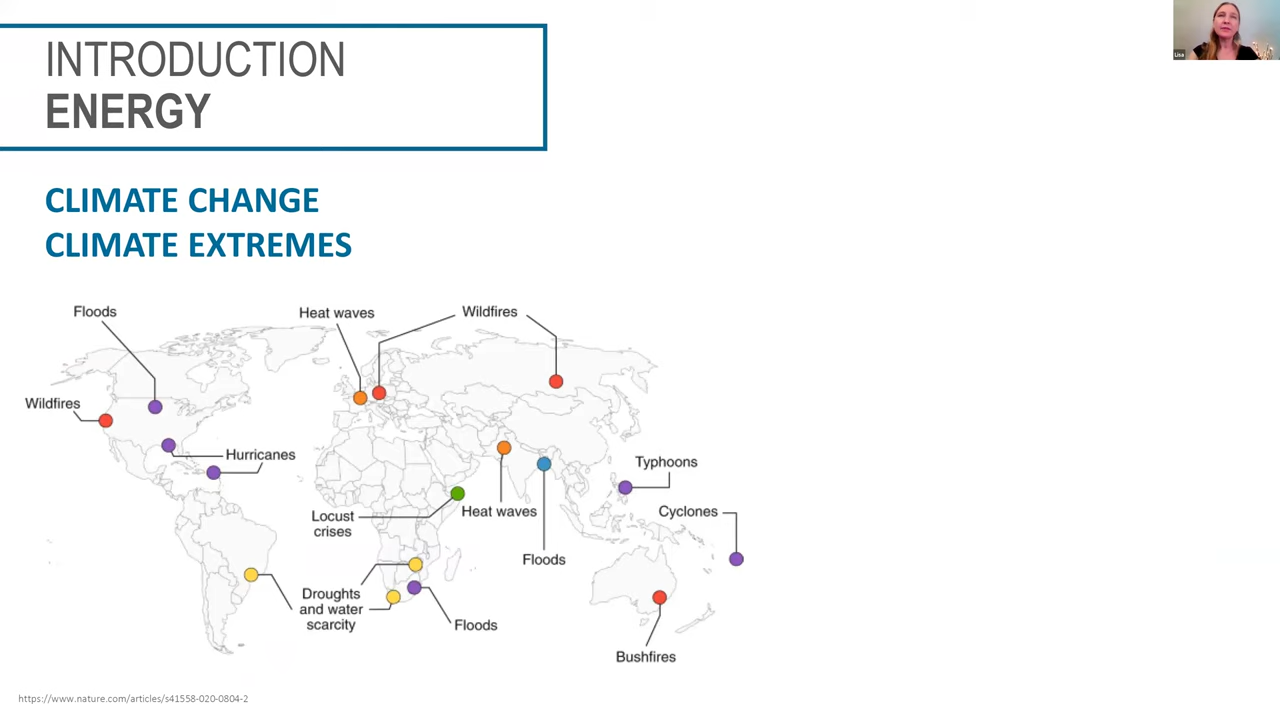 INTRODUCTION
ENERGY
Lisa
CLIMATE CHANGE
CLIMATE EXTREMES
Floods
Heat waves
Wildfires
Wildfires
Hurricanes
Typhoons
Locust
crises
Heat waves
Cyclones
Floods
Droughts
and water
scarcity
Floods
Bushfires
https://www.nature.com/articles/s41558-020-0804-2